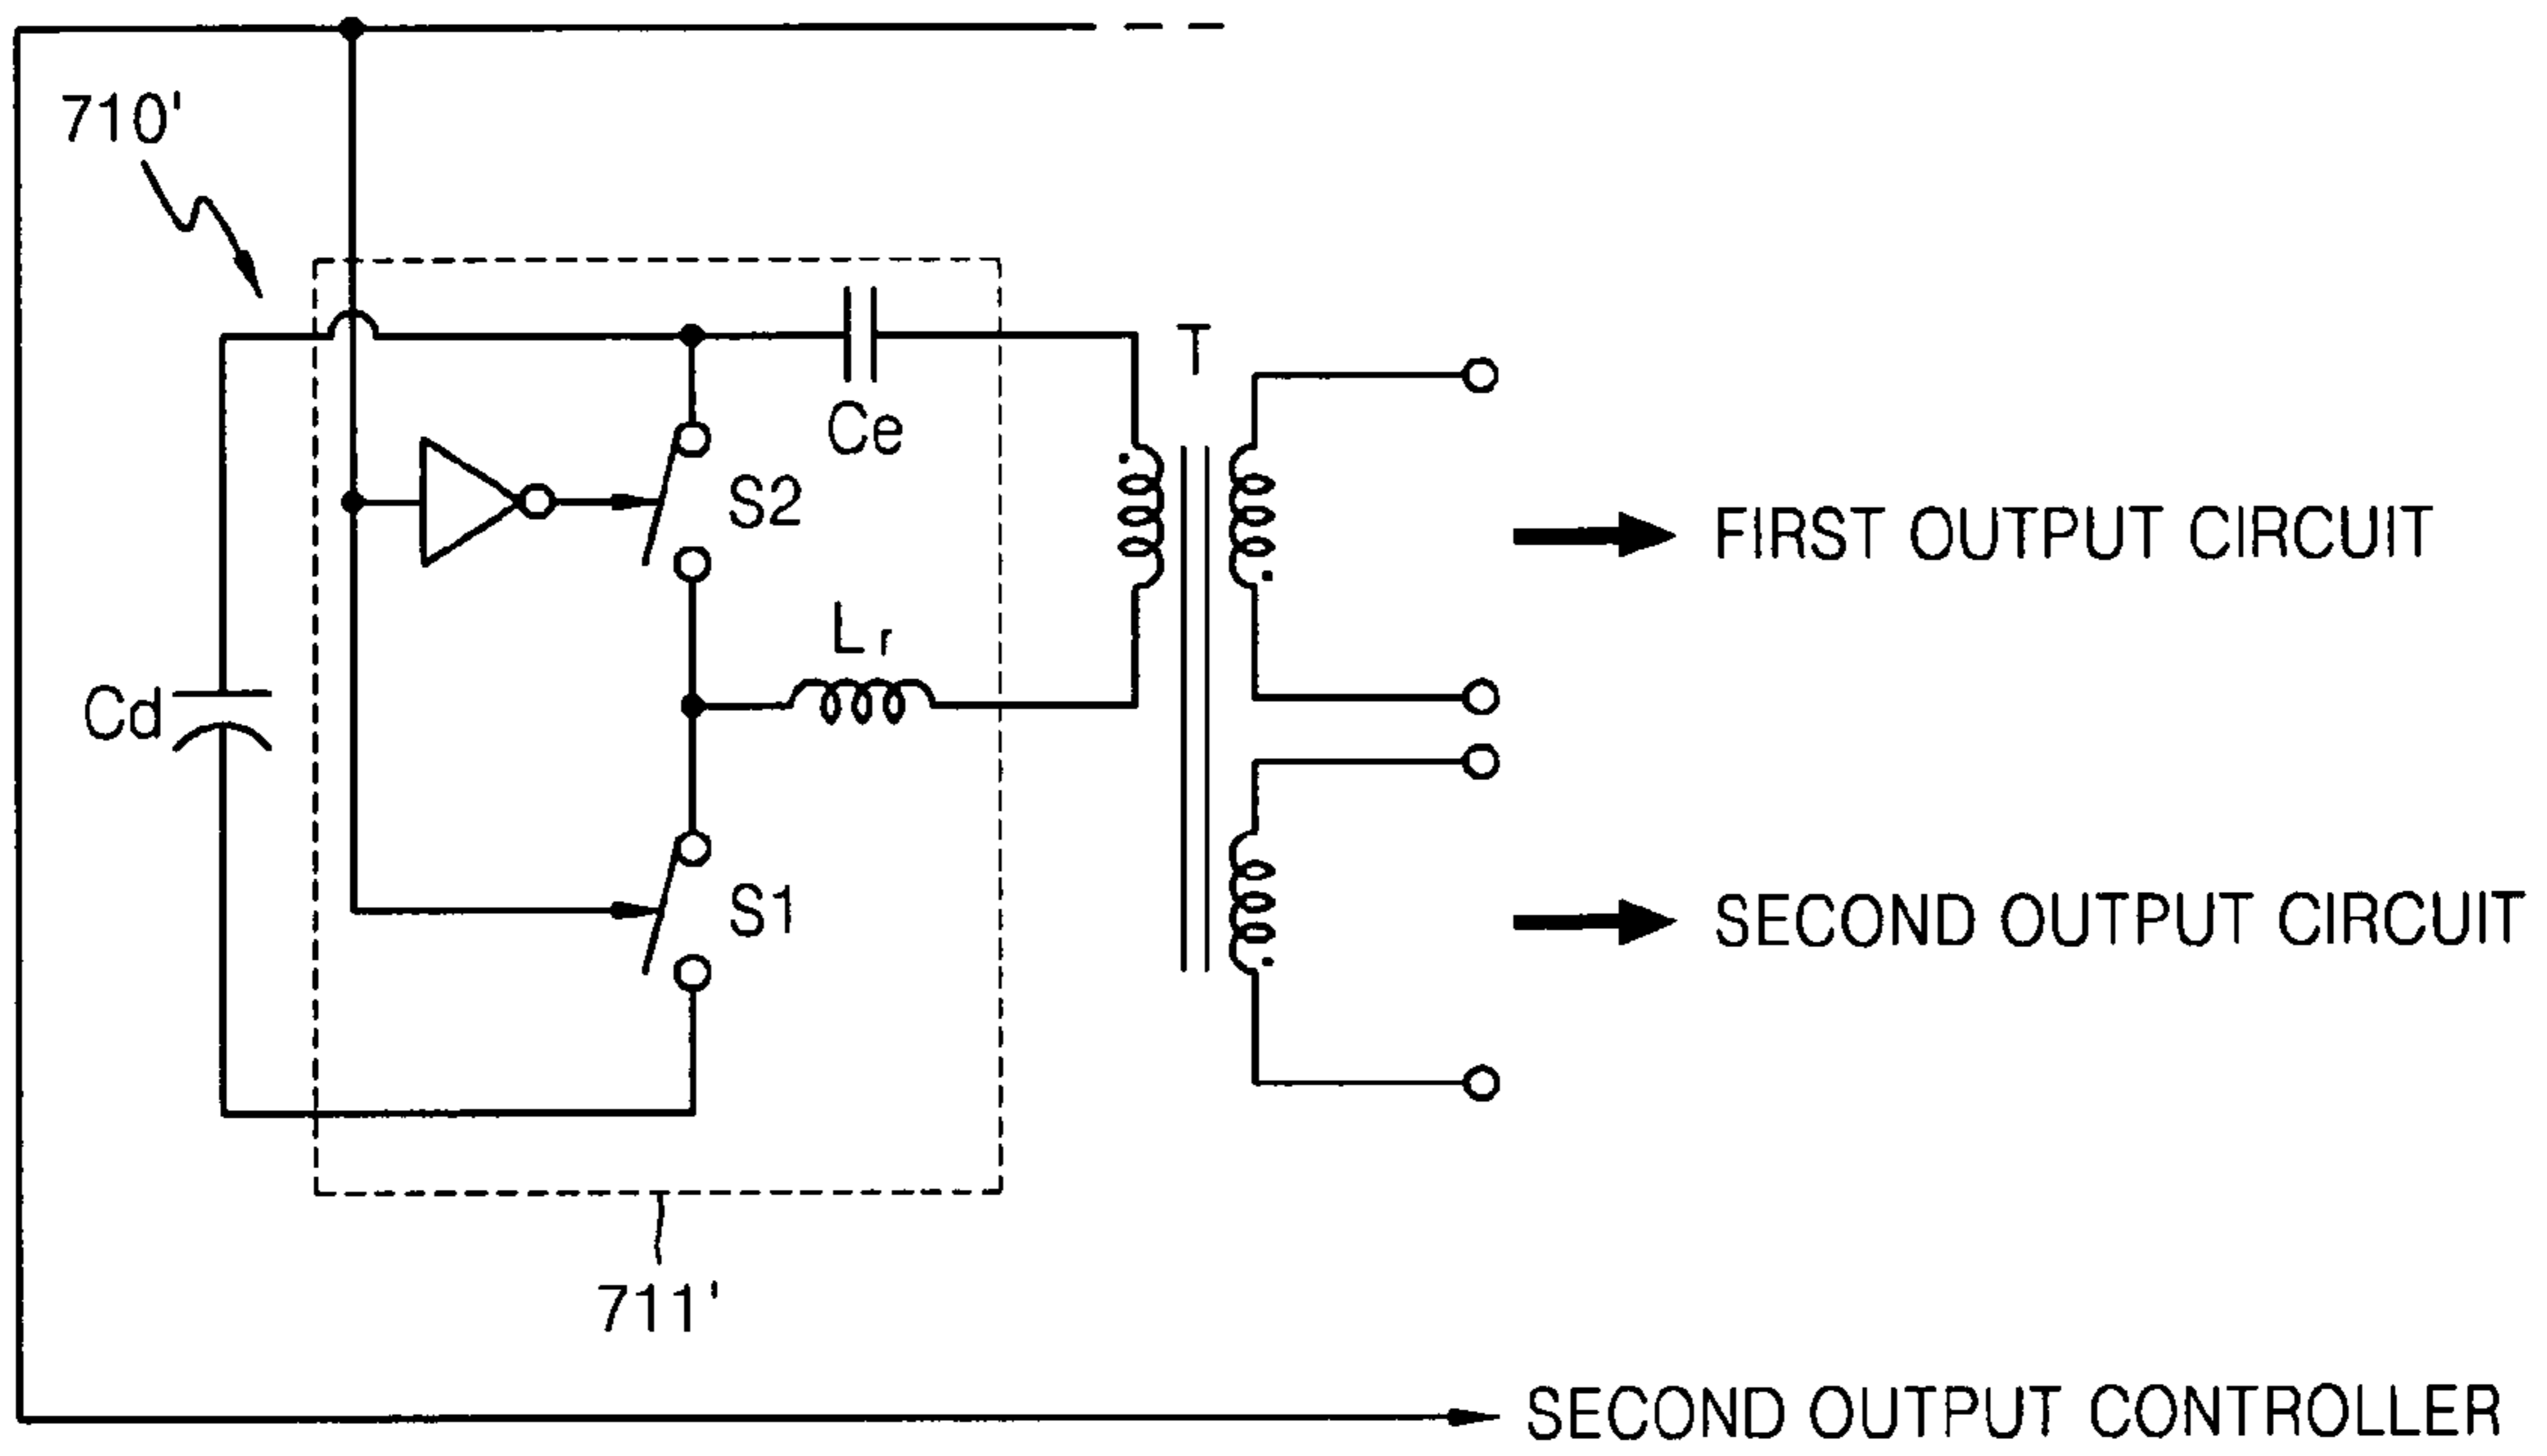 710'
T
Ce
S2
FIRST OUTPUT CIRCUIT
Lr
Cd
S1
SECOND OUTPUT CIRCUIT
711'
SECOND OUTPUT CONTROLLER